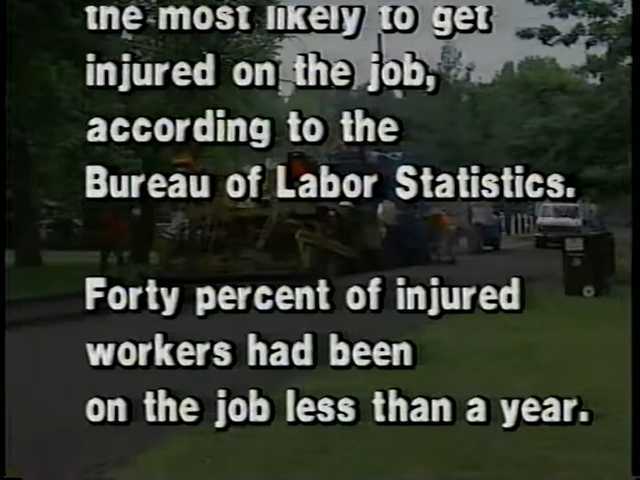 the most likely to get
injured on the job,
according to the
Bureau of Labor Statistics.
Forty percent of injured
workers had been
on the job less than a year.